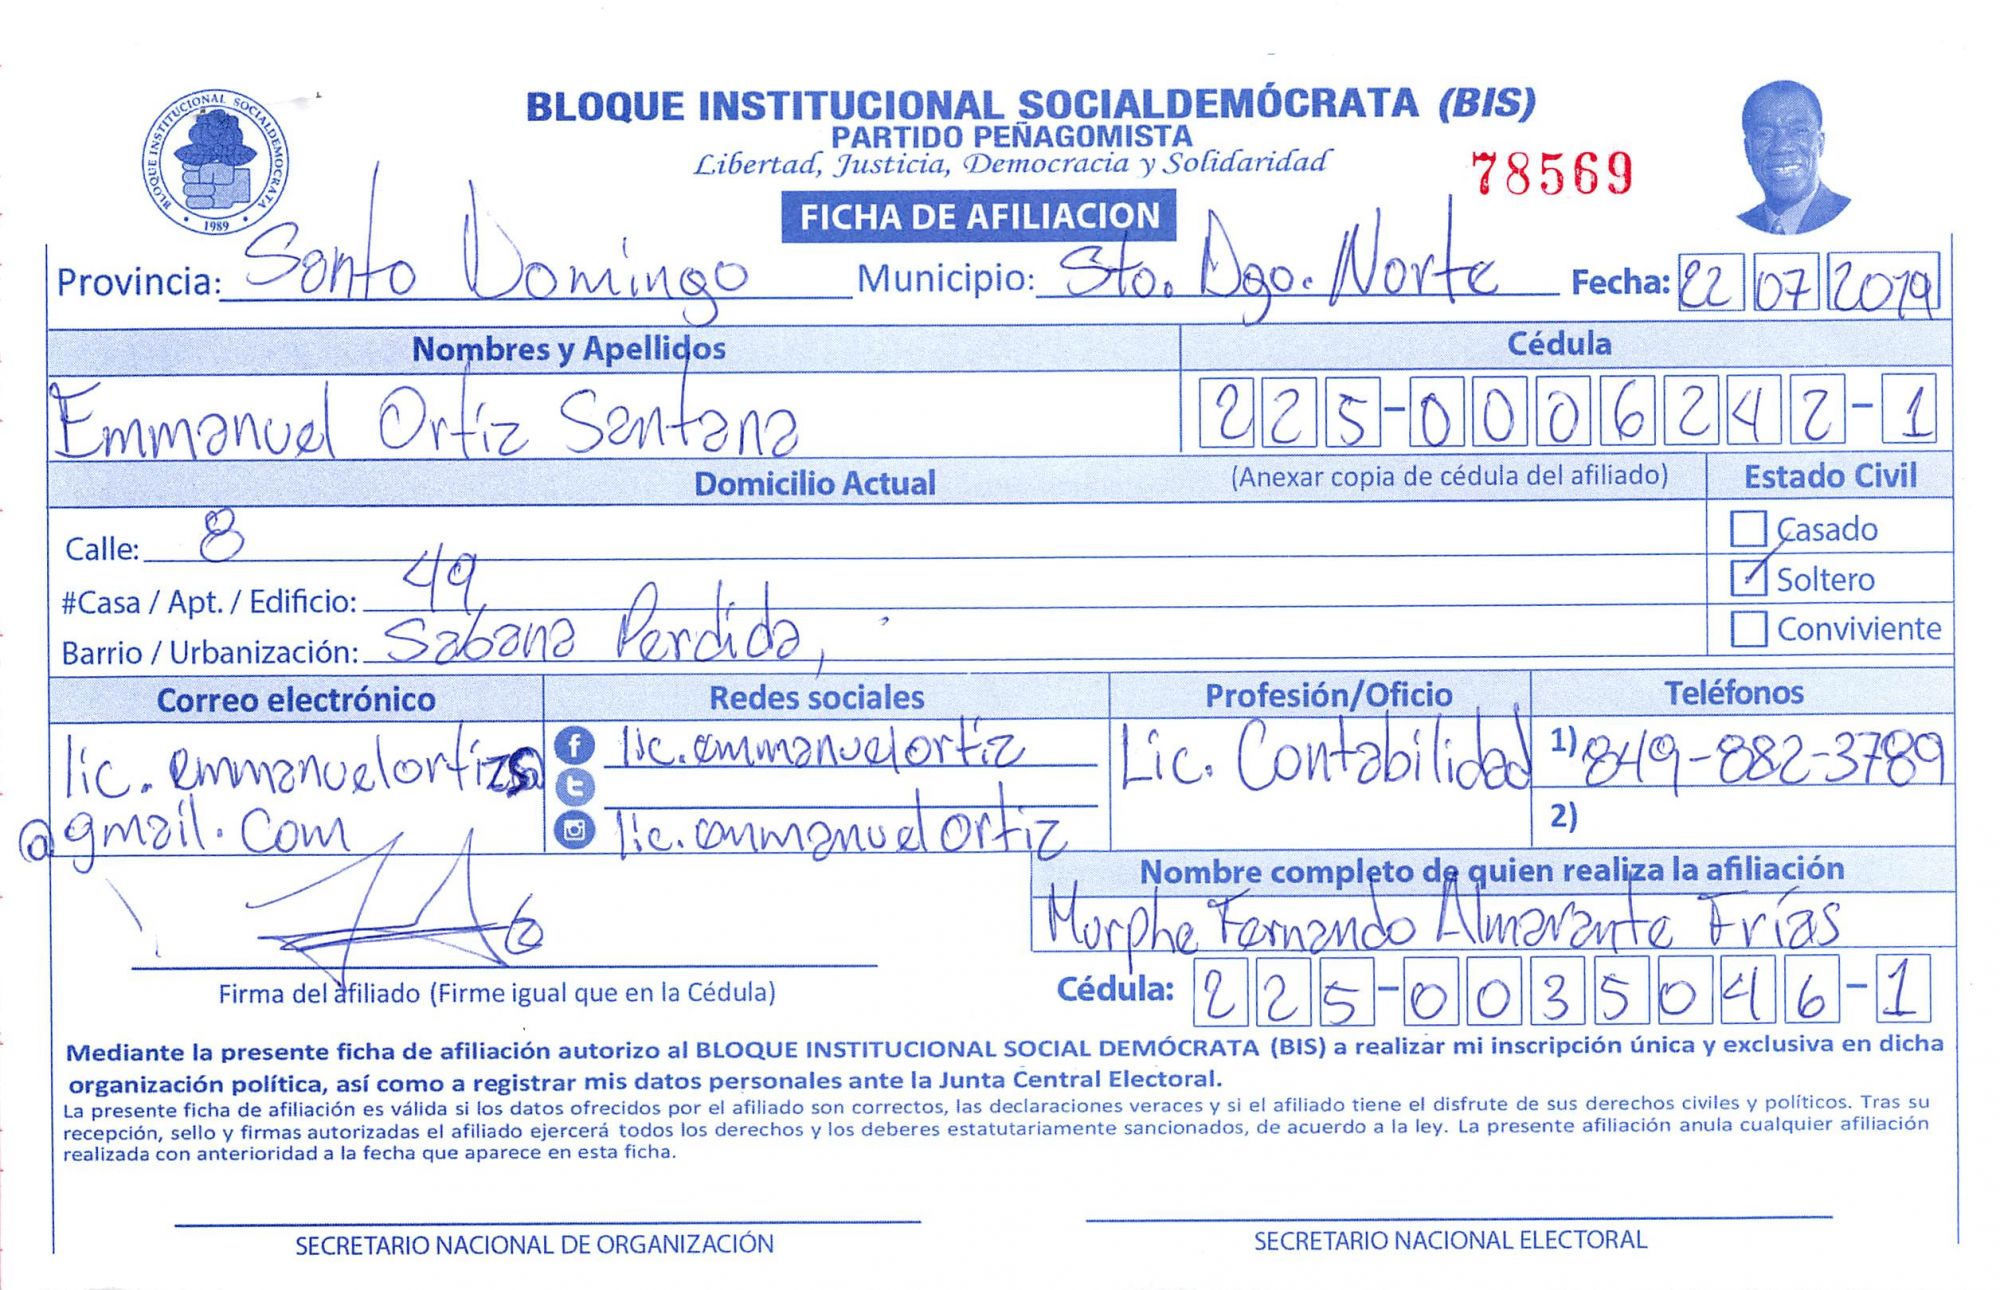 BLOQUE INSTITUCIONAL SOCIALDEMOCRATA
1989
BLOQUE INSTITUCIONAL SOCIALDEMÓCRATA (BIS)
PARTIDO PEÑAGOMISTA
Libertad, Justicia, Democracia y Solidaridad
78569
FICHA DE AFILIACION
Provincia: Santo Domingo Municipio: Sto. Dgo. Norte Fecha: 22 07 2019
Nombres y Apellidos Cédula
Emmanuel Ortiz Santana 225-0006242-1
Domicilio Actual (Anexar copia de cédula del afiliado) Estado Civil
Calle: 8 Casado
#Casa / Apt. / Edificio: 49 Soltero
Barrio / Urbanización: Sabana Perdida, Conviviente
Correo electrónico Redes sociales Profesión/Oficio Teléfonos
lic.emmanuelortizs lic.emmanuelortiz Lic. Contabilidad 1) 849-882-3789
@gmail.com lic.emmanuelortiz 2)
Nombre completo de quien realiza la afiliación
Murphe Fernando Almarante Frías
Firma del afiliado (Firme igual que en la Cédula) Cédula: 225-0035046-1
Mediante la presente ficha de afiliación autorizo al BLOQUE INSTITUCIONAL SOCIAL DEMÓCRATA (BIS) a realizar mi inscripción única y exclusiva en dicha
organización política, así como a registrar mis datos personales ante la Junta Central Electoral.
La presente ficha de afiliación es válida si los datos ofrecidos por el afiliado son correctos, las declaraciones veraces y si el afiliado tiene el disfrute de sus derechos civiles y políticos. Tras su
recepción, sello y firmas autorizadas el afiliado ejercerá todos los derechos y los deberes estatutariamente sancionados, de acuerdo a la ley. La presente afiliación anula cualquier afiliación
realizada con anterioridad a la fecha que aparece en esta ficha.
SECRETARIO NACIONAL DE ORGANIZACIÓN SECRETARIO NACIONAL ELECTORAL